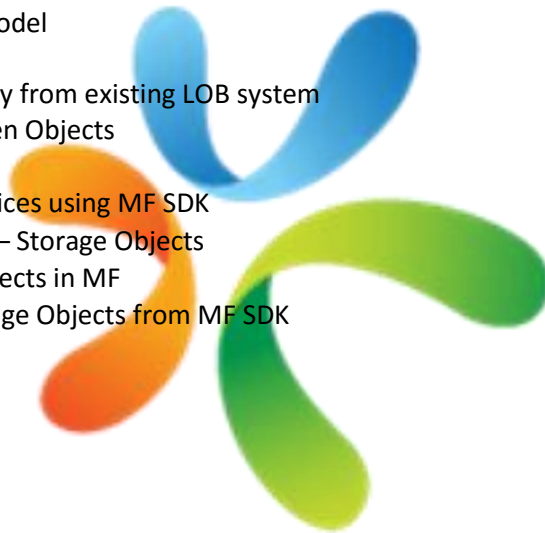 odel
y from existing LOB system
en Objects
ices using MF SDK
– Storage Objects
ects in MF
ge Objects from MF SDK